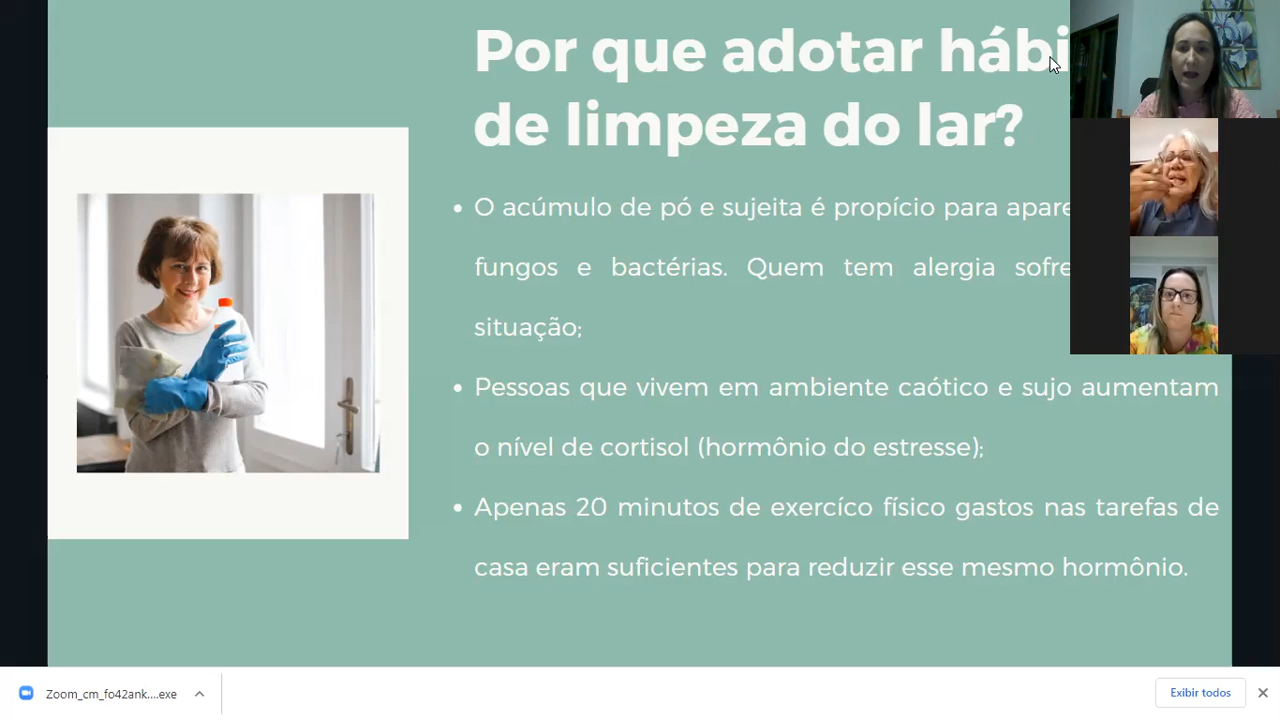 Por que adotar hábi
de limpeza do lar?
• O acúmulo de pó e sujeita é propício para apare
fungos e bactérias. Quem tem alergia sofre
situação;
• Pessoas que vivem em ambiente caótico e sujo aumentam
o nível de cortisol (hormônio do estresse);
• Apenas 20 minutos de exercíco físico gastos nas tarefas de
casa eram suficientes para reduzir esse mesmo hormônio.
Zoom_cm_fo42ank....exe
Exibir todos